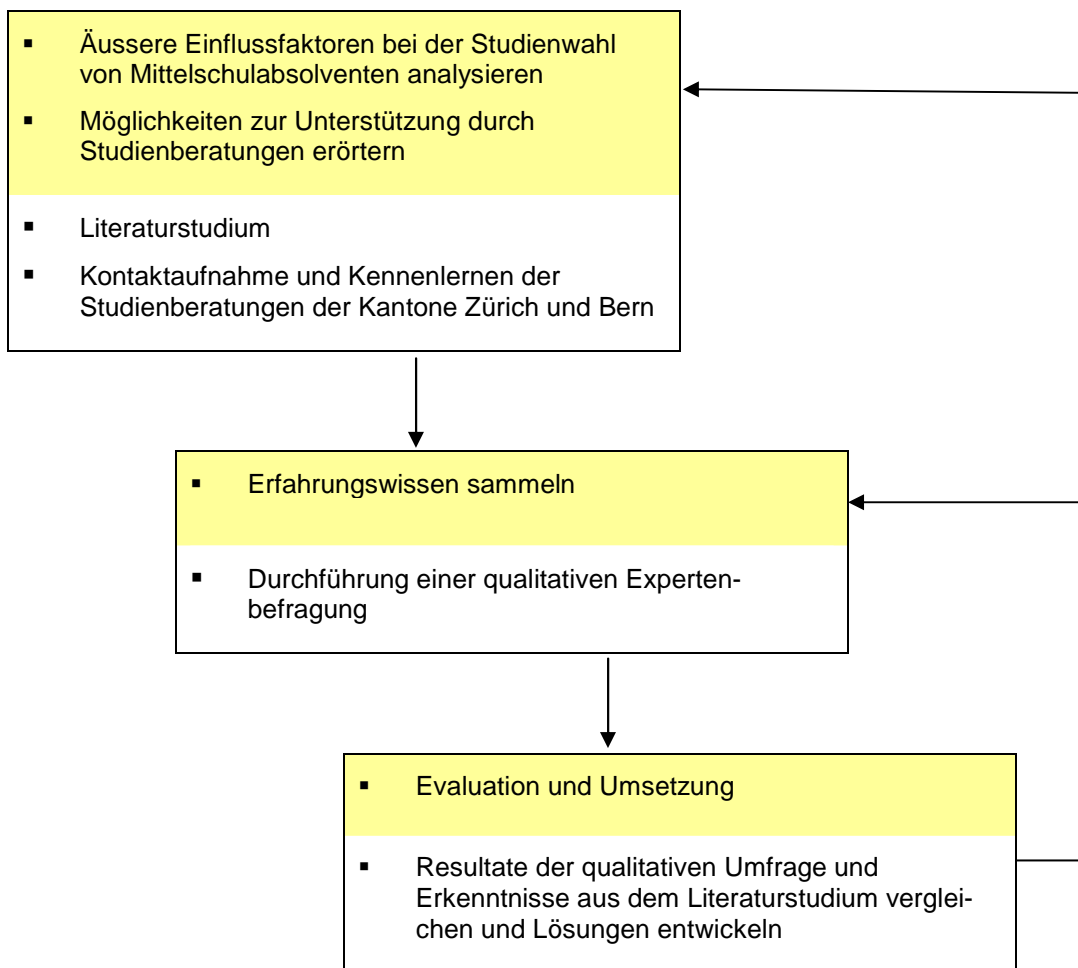 ▪ Äussere Einflussfaktoren bei der Studienwahl
von Mittelschulabsolventen analysieren
▪ Möglichkeiten zur Unterstützung durch
Studienberatungen erörtern
▪ Literaturstudium
▪ Kontaktaufnahme und Kennenlernen der
Studienberatungen der Kantone Zürich und Bern
▪ Erfahrungswissen sammeln
▪ Durchführung einer qualitativen Experten-
befragung
▪ Evaluation und Umsetzung
▪ Resultate der qualitativen Umfrage und
Erkenntnisse aus dem Literaturstudium verglei-
chen und Lösungen entwickeln